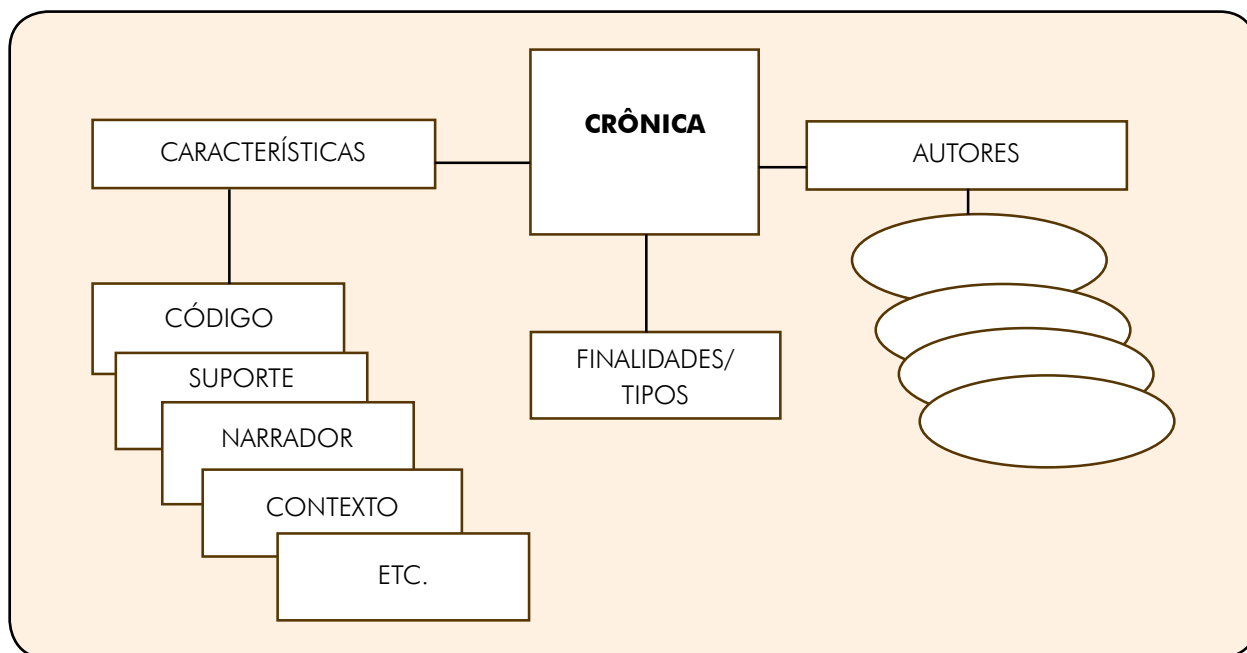 CRÔNICA
CARACTERÍSTICAS
AUTORES
CÓDIGO
SUPORTE
NARRADOR
CONTEXTO
ETC.
FINALIDADES/
TIPOS